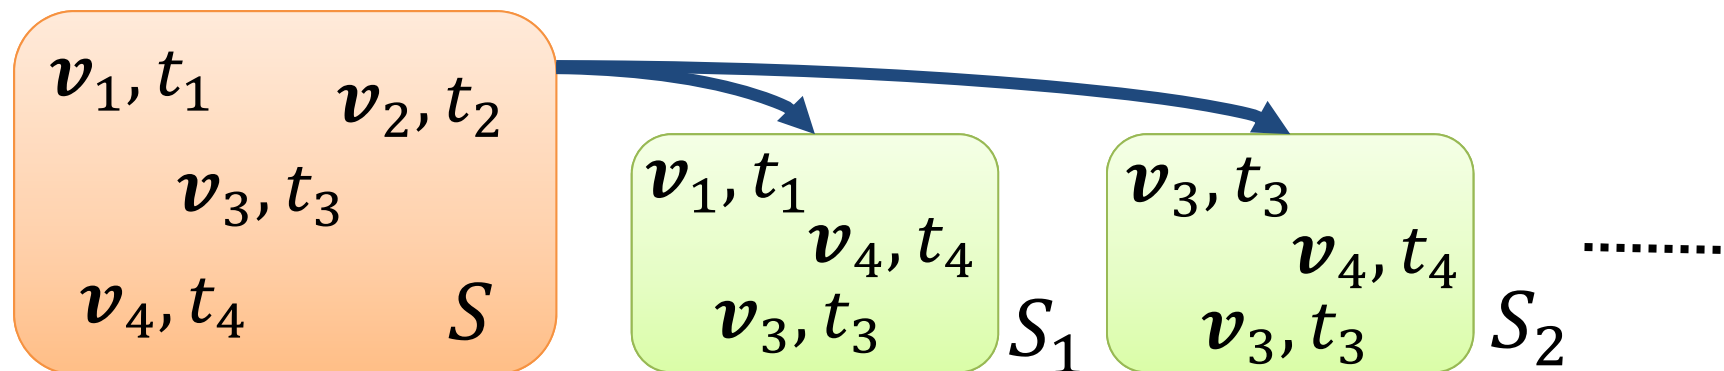 𝒗₁, t₁
𝒗₂, t₂
𝒗₃, t₃
𝒗₄, t₄
S
𝒗₁, t₁
𝒗₄, t₄
𝒗₃, t₃
S₁
𝒗₃, t₃
𝒗₄, t₄
𝒗₃, t₃
S₂
.........